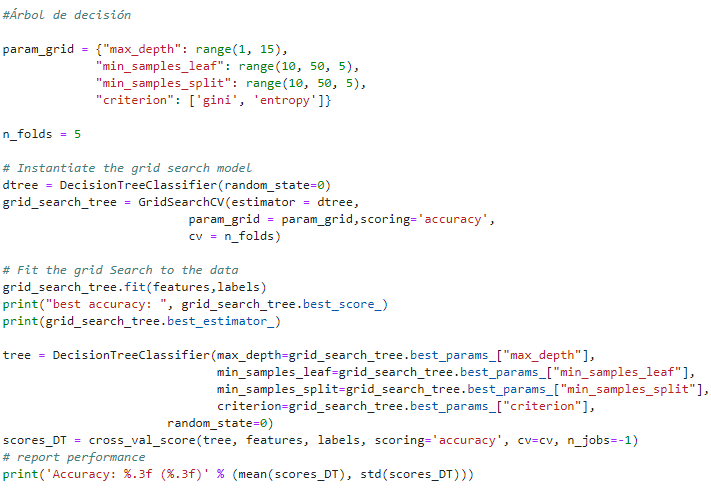 #Árbol de decisión
param_grid = {"max_depth": range(1, 15),
"min_samples_leaf": range(10, 50, 5),
"min_samples_split": range(10, 50, 5),
"criterion": ['gini', 'entropy']}
n_folds = 5
# Instantiate the grid search model
dtree = DecisionTreeClassifier(random_state=0)
grid_search_tree = GridSearchCV(estimator = dtree,
param_grid = param_grid,scoring='accuracy',
cv = n_folds)
# Fit the grid Search to the data
grid_search_tree.fit(features,labels)
print("best accuracy: ", grid_search_tree.best_score_)
print(grid_search_tree.best_estimator_)
tree = DecisionTreeClassifier(max_depth=grid_search_tree.best_params_["max_depth"],
min_samples_leaf=grid_search_tree.best_params_["min_samples_leaf"],
min_samples_split=grid_search_tree.best_params_["min_samples_split"],
criterion=grid_search_tree.best_params_["criterion"],
random_state=0)
scores_DT = cross_val_score(tree, features, labels, scoring='accuracy', cv=cv, n_jobs=-1)
# report performance
print('Accuracy: %.3f (%.3f)' % (mean(scores_DT), std(scores_DT)))